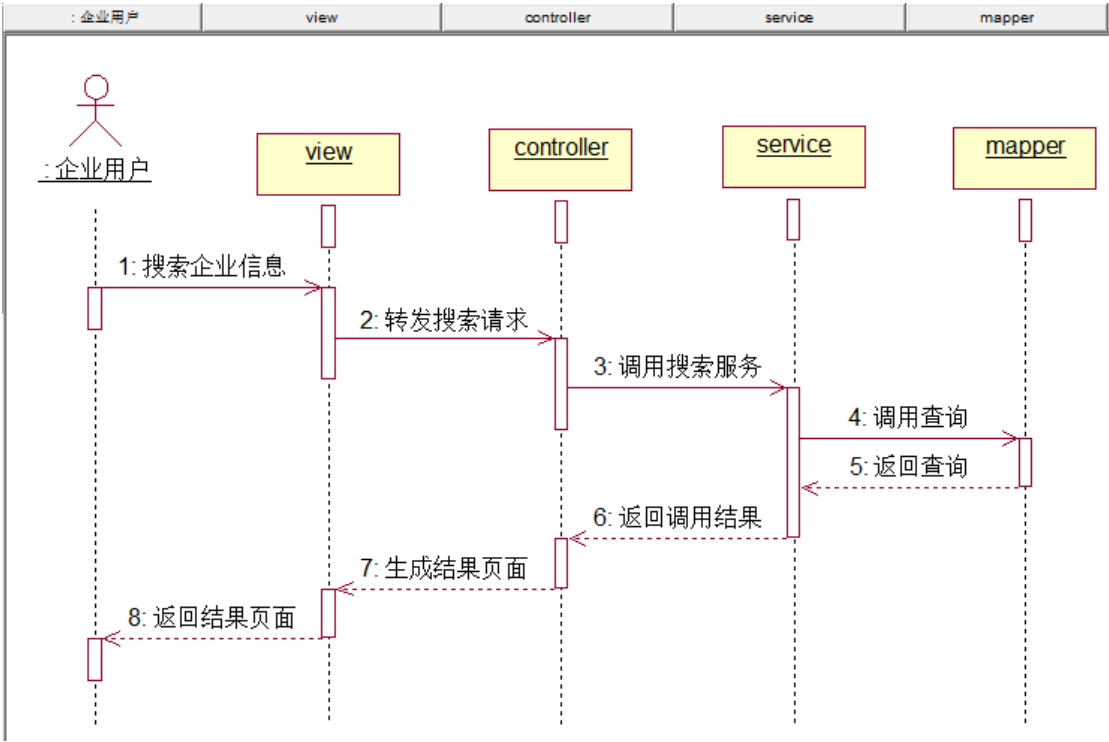 : 企业用户
view
controller
service
mapper
: 企业用户
view
controller
service
mapper
1: 搜索企业信息
2: 转发搜索请求
3: 调用搜索服务
4: 调用查询
5: 返回查询
6: 返回调用结果
7: 生成结果页面
8: 返回结果页面